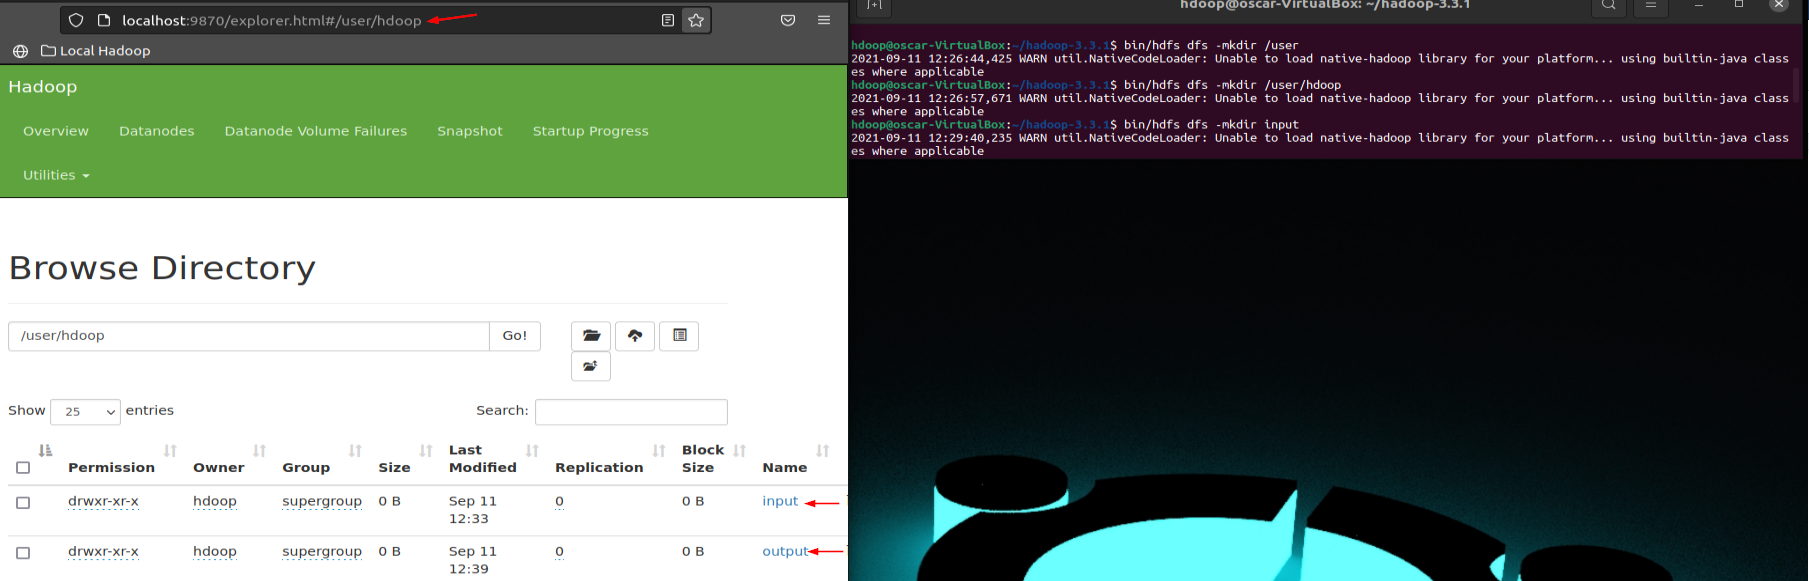 localhost:9870/explorer.html#/user/hdoop
Local Hadoop
Hadoop
Overview Datanodes Datanode Volume Failures Snapshot Startup Progress
Utilities
Browse Directory
/user/hdoop Go!
Show 25 entries Search:
Permission Owner Group Size Last Modified Replication Block Size Name
drwxr-xr-x hdoop supergroup 0 B Sep 11 12:33 0 0 B input
drwxr-xr-x hdoop supergroup 0 B Sep 11 12:39 0 0 B output
hdoop@oscar-VirtualBox: ~/hadoop-3.3.1
hdoop@oscar-VirtualBox:~/hadoop-3.3.1$ bin/hdfs dfs -mkdir /user
2021-09-11 12:26:44,425 WARN util.NativeCodeLoader: Unable to load native-hadoop library for your platform... using builtin-java class
es where applicable
hdoop@oscar-VirtualBox:~/hadoop-3.3.1$ bin/hdfs dfs -mkdir /user/hdoop
2021-09-11 12:26:57,671 WARN util.NativeCodeLoader: Unable to load native-hadoop library for your platform... using builtin-java class
es where applicable
hdoop@oscar-VirtualBox:~/hadoop-3.3.1$ bin/hdfs dfs -mkdir input
2021-09-11 12:29:40,235 WARN util.NativeCodeLoader: Unable to load native-hadoop library for your platform... using builtin-java class
es where applicable